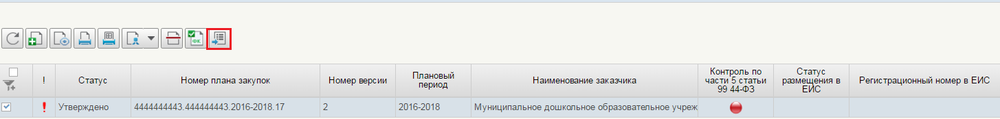 ФК
!
Статус
Номер плана закупок
Номер версии
Плановый
период
Наименование заказчика
Контроль по
части 5 статьи
99 44-ФЗ
Статус
размещения в
ЕИС
Регистрационный номер в ЕИС
Утверждено
4444444443.444444443.2016-2018.17
2
2016-2018
Муниципальное дошкольное образовательное учреж